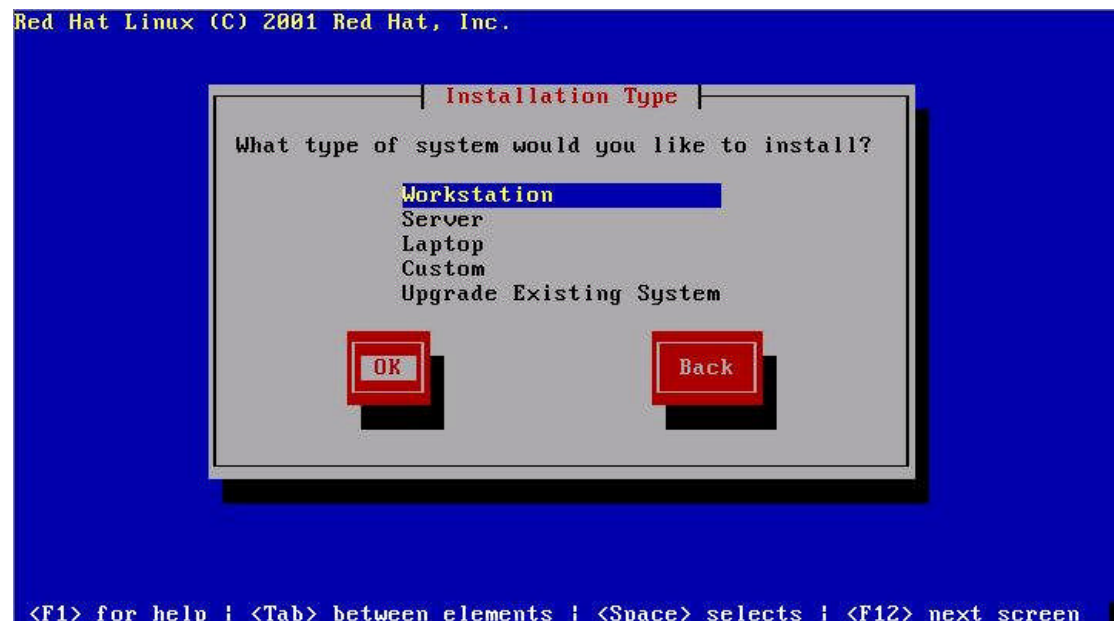 Red Hat Linux (C) 2001 Red Hat, Inc.
Installation Type
What type of system would you like to install?
Workstation
Server
Laptop
Custom
Upgrade Existing System
OK Back
<F1> for help | <Tab> between elements | <Space> selects | <F12> next screen